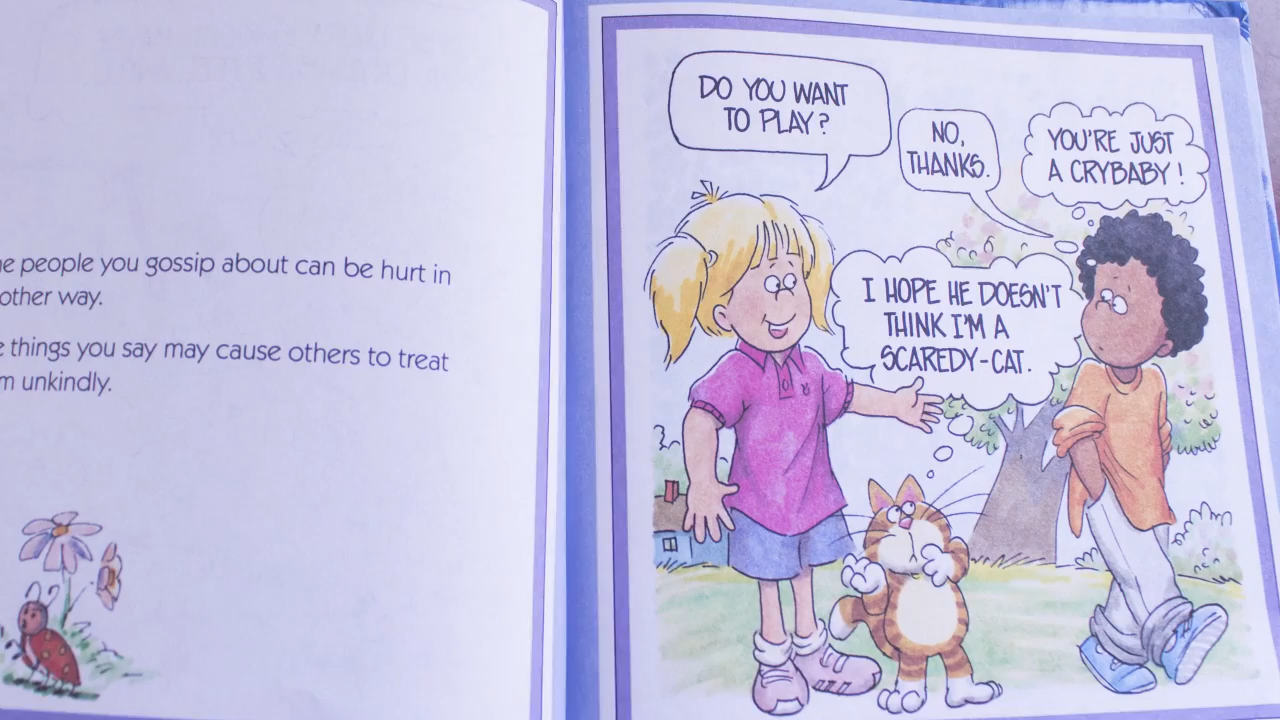 people you gossip about can be hurt in
other way.
things you say may cause others to treat
unkindly.
DO YOU WANT
TO PLAY?
NO,
THANKS.
YOU'RE JUST
A CRYBABY!
I HOPE HE DOESN'T
THINK I'M A
SCAREDY-CAT.